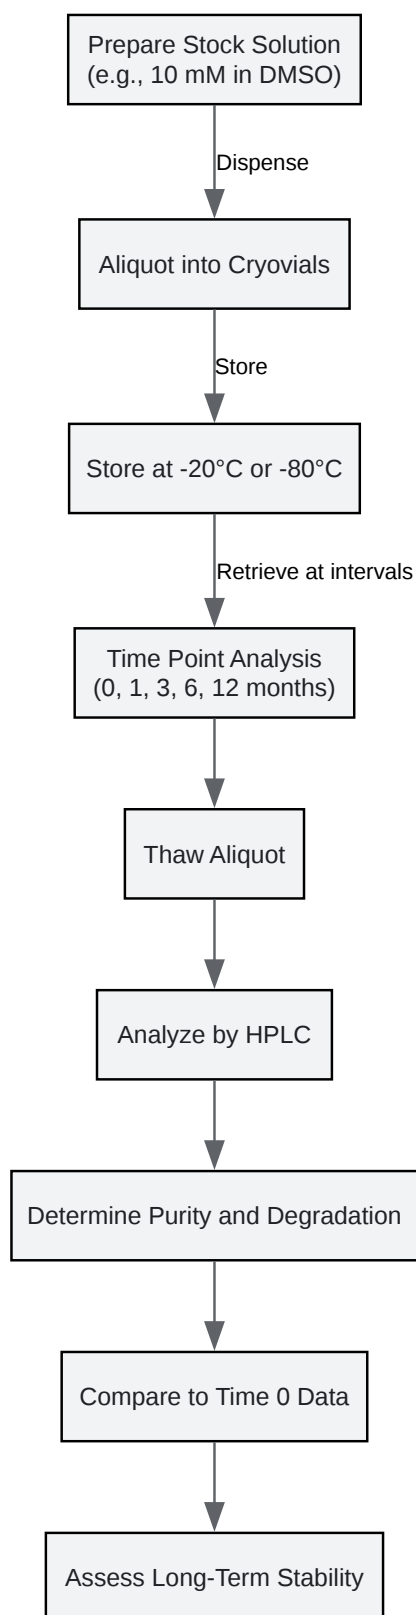 Prepare Stock Solution
(e.g., 10 mM in DMSO)
Dispense
Aliquot into Cryovials
Store
Store at -20°C or -80°C
Retrieve at intervals
Time Point Analysis
(0, 1, 3, 6, 12 months)
Thaw Aliquot
Analyze by HPLC
Determine Purity and Degradation
Compare to Time 0 Data
Assess Long-Term Stability